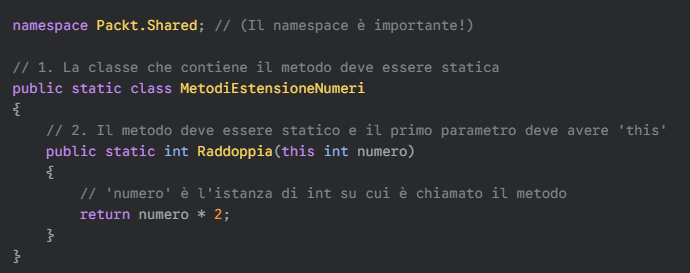 namespace Packt.Shared; // (Il namespace è importante!)
// 1. La classe che contiene il metodo deve essere statica
public static class MetodiEstensioneNumeri
{
    // 2. Il metodo deve essere statico e il primo parametro deve avere 'this'
    public static int Raddoppia(this int numero)
    {
        // 'numero' è l'istanza di int su cui è chiamato il metodo
        return numero * 2;
    }
}